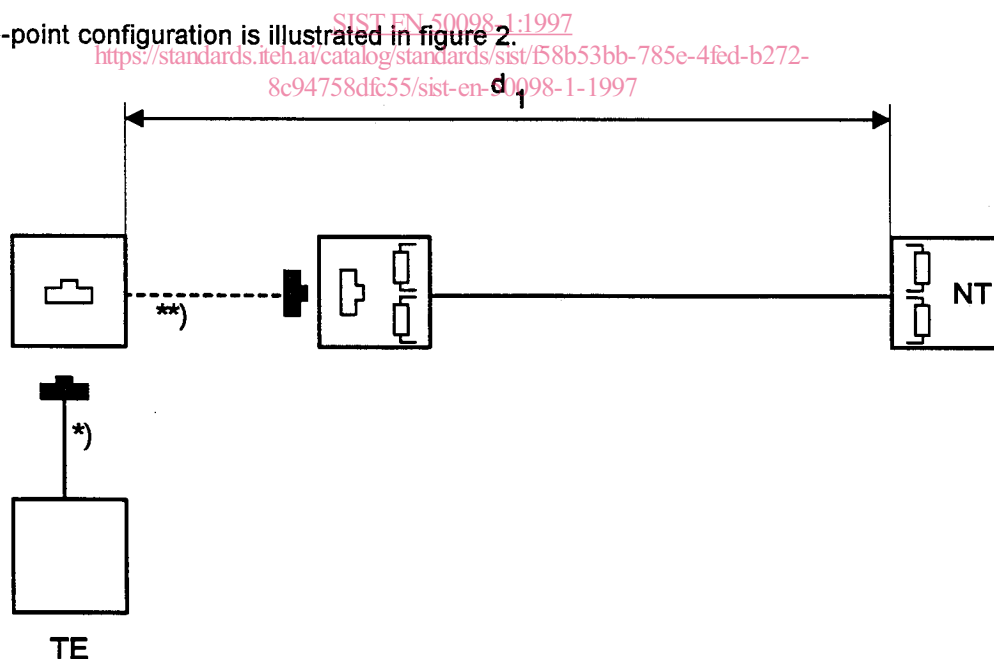 SIST EN 50098-1:1997
-point configuration is illustrated in figure 2.
https://standards.iteh.ai/catalog/standards/sist/f58b53bb-785e-4fed-b272-
8c94758dfc55/sist-en-50098-1-1997
d 1
NT
**)
*)
TE